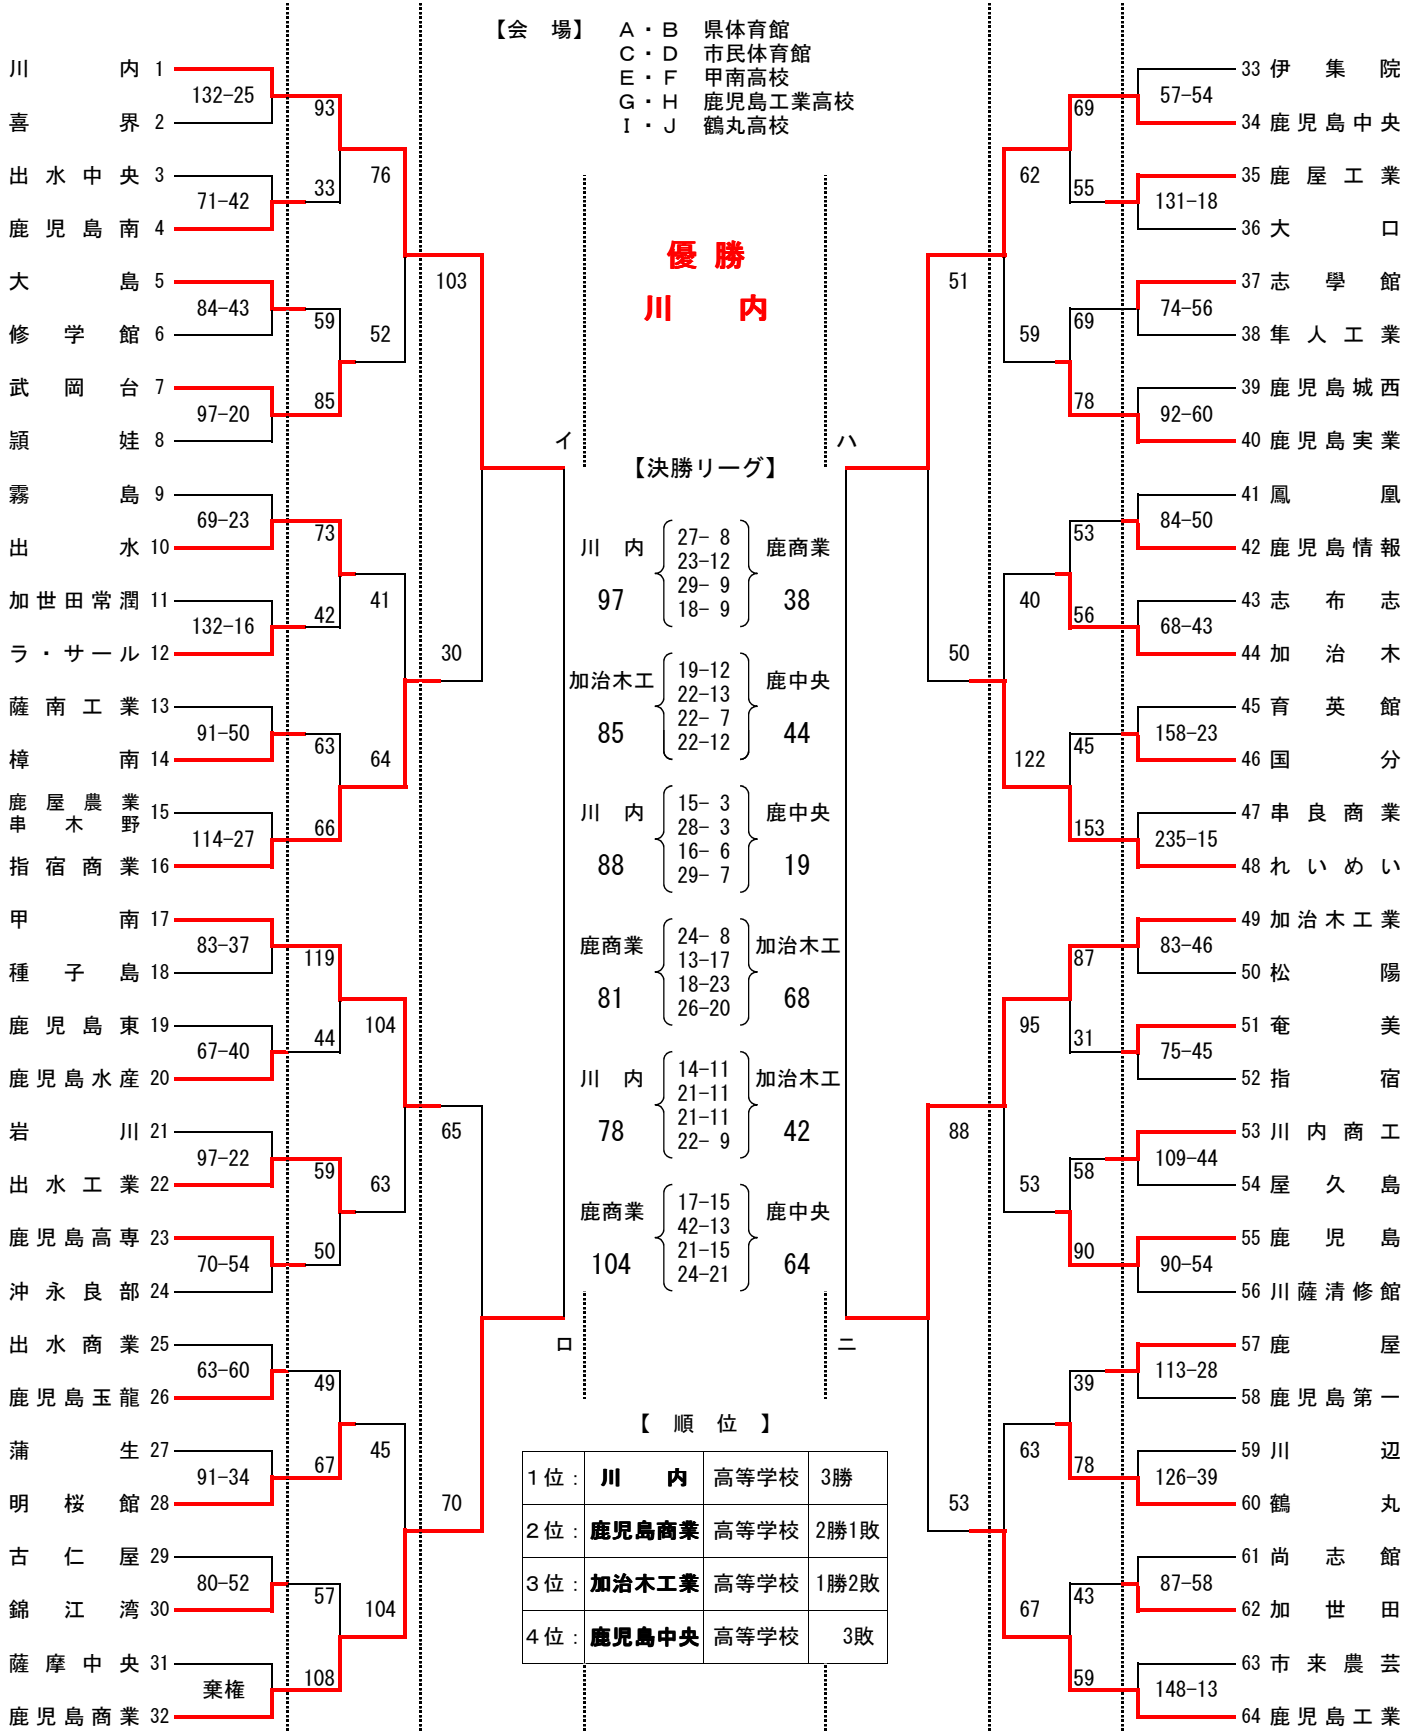 【会　場】　A・B　県体育館
C・D　市民体育館
E・F　甲南高校
G・H　鹿児島工業高校
I・J　鶴丸高校
川内 1
132-25
喜界 2
93
出水中央 3
71-42
鹿児島南 4
33
76
大島 5
84-43
修学館 6
59
武岡台 7
97-20
頴娃 8
85
52
103
霧島 9
69-23
出水 10
73
加世田常潤 11
132-16
ラ・サール 12
42
41
薩南工業 13
91-50
樟南 14
63
鹿屋農業
串木野 15
114-27
指宿商業 16
66
64
30
甲南 17
83-37
種子島 18
119
鹿児島東 19
67-40
鹿児島水産 20
44
104
岩川 21
97-22
出水工業 22
59
鹿児島高専 23
70-54
沖永良部 24
50
63
65
出水商業 25
63-60
鹿児島玉龍 26
49
蒲生 27
91-34
明桜館 28
67
45
古仁屋 29
80-52
錦江湾 30
57
薩摩中央 31
棄権
鹿児島商業 32
108
104
70
優勝
川内
イ
ロ
ハ
ニ
【決勝リーグ】
川内 97
27- 8
23-12
29- 9
18- 9
鹿商業 38
加治木工 85
19-12
22-13
22- 7
22-12
鹿中央 44
川内 88
15- 3
28- 3
16- 6
29- 7
鹿中央 19
鹿商業 81
24- 8
13-17
18-23
26-20
加治木工 68
川内 78
14-11
21-11
21-11
22- 9
加治木工 42
鹿商業 104
17-15
42-13
21-15
24-21
鹿中央 64
【　順　位　】
1位： 川内 高等学校 3勝
2位： 鹿児島商業 高等学校 2勝1敗
3位： 加治木工業 高等学校 1勝2敗
4位： 鹿児島中央 高等学校 3敗
33 伊集院
57-54
34 鹿児島中央
69
35 鹿屋工業
131-18
36 大口
55
62
37 志學館
74-56
38 隼人工業
69
39 鹿児島城西
92-60
40 鹿児島実業
78
59
51
41 鳳凰
84-50
42 鹿児島情報
53
43 志布志
68-43
44 加治木
56
40
45 育英館
158-23
46 国分
45
47 串良商業
235-15
48 れいめい
153
122
50
49 加治木工業
83-46
50 松陽
87
51 奄美
75-45
52 指宿
31
95
53 川内商工
109-44
54 屋久島
58
55 鹿児島
90-54
56 川薩清修館
90
53
88
57 鹿屋
113-28
58 鹿児島第一
39
59 川辺
126-39
60 鶴丸
78
63
61 尚志館
87-58
62 加世田
43
63 市来農芸
148-13
64 鹿児島工業
59
67
53